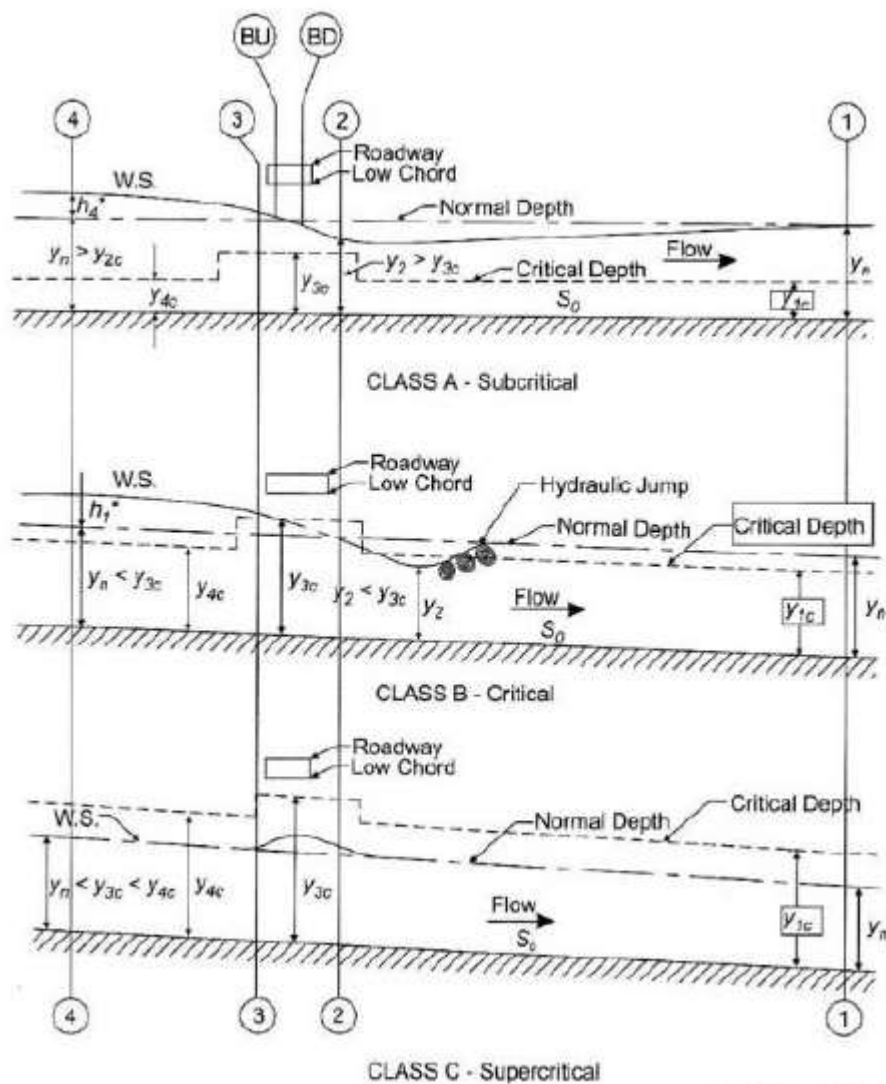 BU BD
4 3 2 1
Roadway
Low Chord
W.S.
h4*
Normal Depth
yn > y2c
y2 > y3c
Critical Depth
Flow
yn
y3c
y4c
S0
y1c
CLASS A - Subcritical
Roadway
Low Chord
W.S.
Hydraulic Jump
h1*
Normal Depth
Critical Depth
yn < y3c
y4c
y3c
y2 < y3c
y2
Flow
S0
y1c
yn
CLASS B - Critical
Roadway
Low Chord
W.S.
Normal Depth
Critical Depth
yn < y3c < y4c
y4c
y3c
Flow
S0
y1c
yn
4 3 2 1
CLASS C - Supercritical